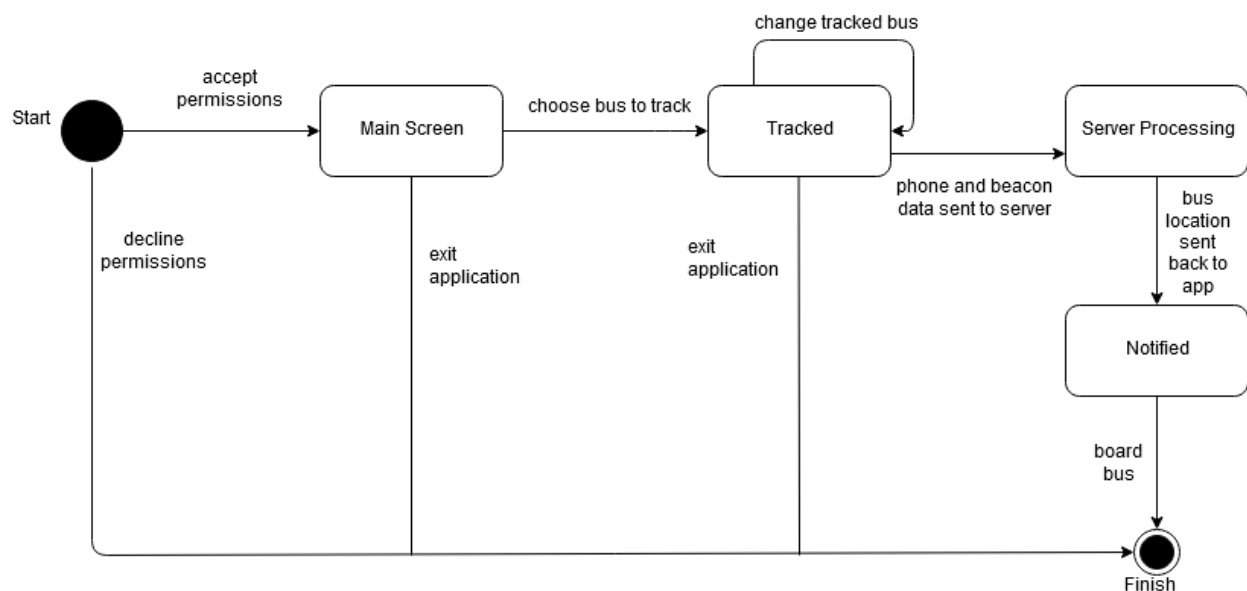 change tracked bus
accept
permissions
Start
Main Screen
choose bus to track
Tracked
Server Processing
phone and beacon
data sent to server
bus
location
sent
back to
app
decline
permissions
exit
application
exit
application
Notified
board
bus
Finish